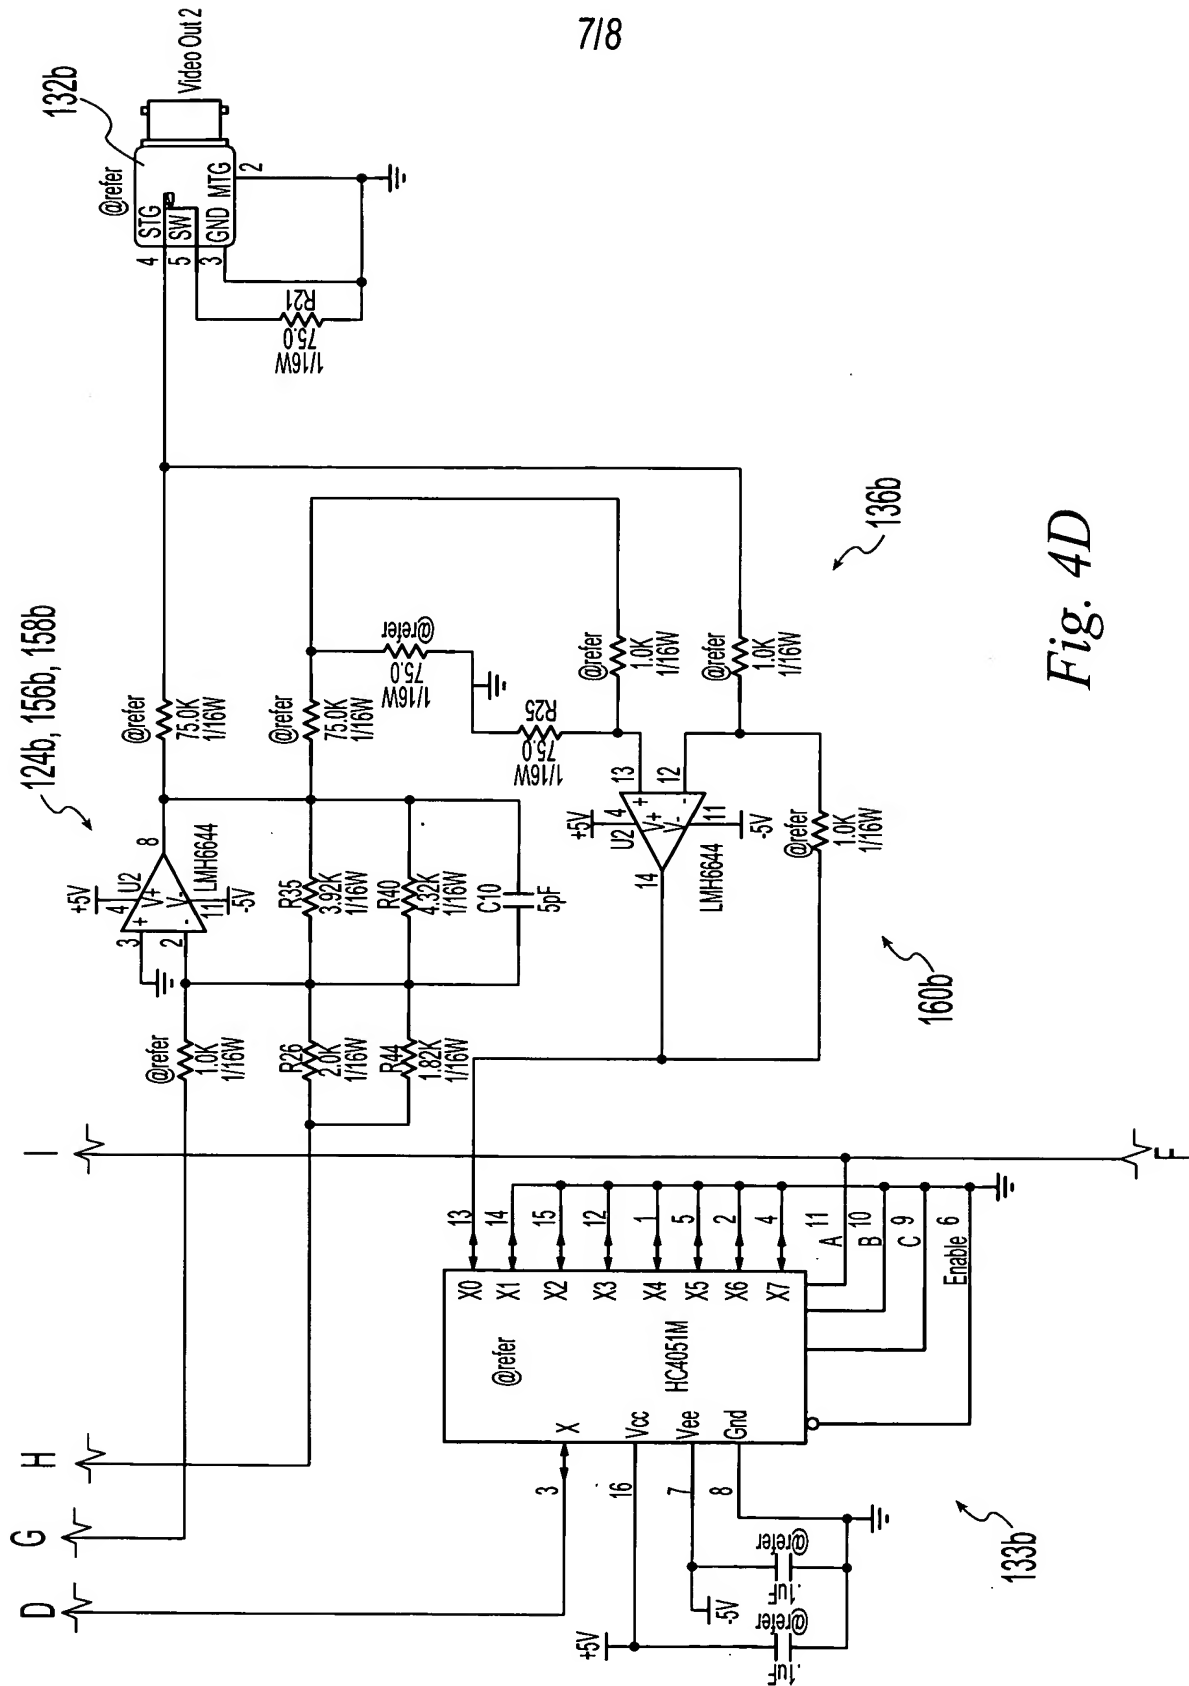 7/8
132b
@refer
Video Out 2
STG
SW
GND MTG
4
5
3
2
R21
75.0
1/16W
124b, 156b, 158b
+5V
4
U2
V+
+
3
8
2
-
V-
11
LMH6644
-5V
@refer
75.0K
1/16W
@refer
75.0K
1/16W
@refer
75.0
1/16W
R25
75.0
1/16W
@refer
1.0K
1/16W
@refer
1.0K
1/16W
136b
@refer
1.0K
1/16W
R35
3.92K
1/16W
R40
4.32K
1/16W
C10
5pF
R26
2.0K
1/16W
R44
1.82K
1/16W
+5V
4
U2
V+
13
+
12
-
14
V-
11
-5V
LMH6644
@refer
1.0K
1/16W
160b
I
H
G
D
F
13
14
15
12
1
5
2
4
X0
X1
X2
X3
X4
X5
X6
X7
@refer
HC4051M
X
Vcc
Vee
Gnd
3
16
7
8
11
A
10
B
9
C
6
Enable
+5V
-5V
@refer
.1uF
@refer
.1uF
133b
Fig. 4D